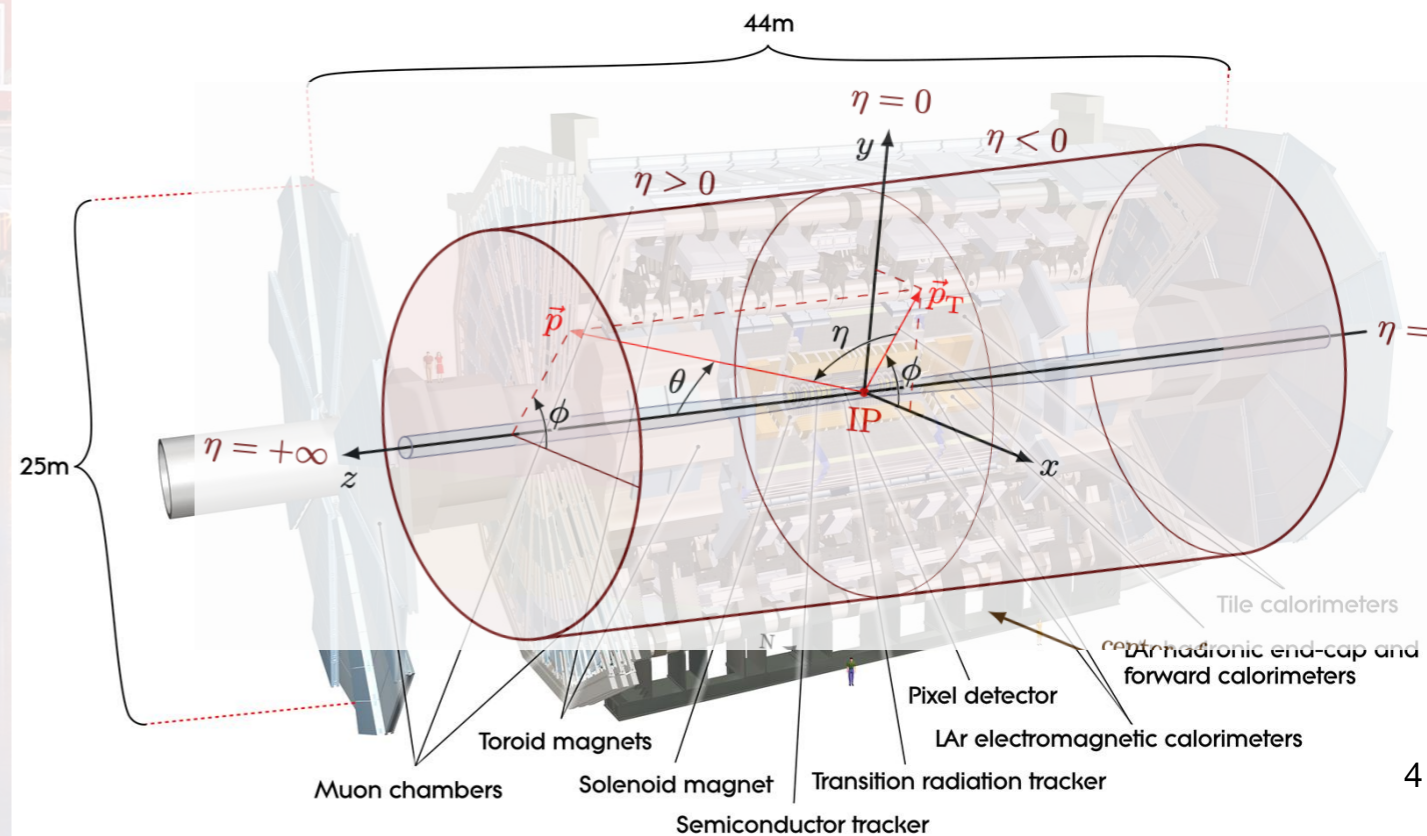 44m
η = 0
y
η < 0
η > 0
p⃗
p⃗T
η
η =
θ
ϕ
ϕ
IP
η = +∞
z
x
25m
Tile calorimeters
N
LAr hadronic end-cap and
forward calorimeters
Pixel detector
Toroid magnets
LAr electromagnetic calorimeters
Muon chambers
Solenoid magnet
Transition radiation tracker
4
Semiconductor tracker